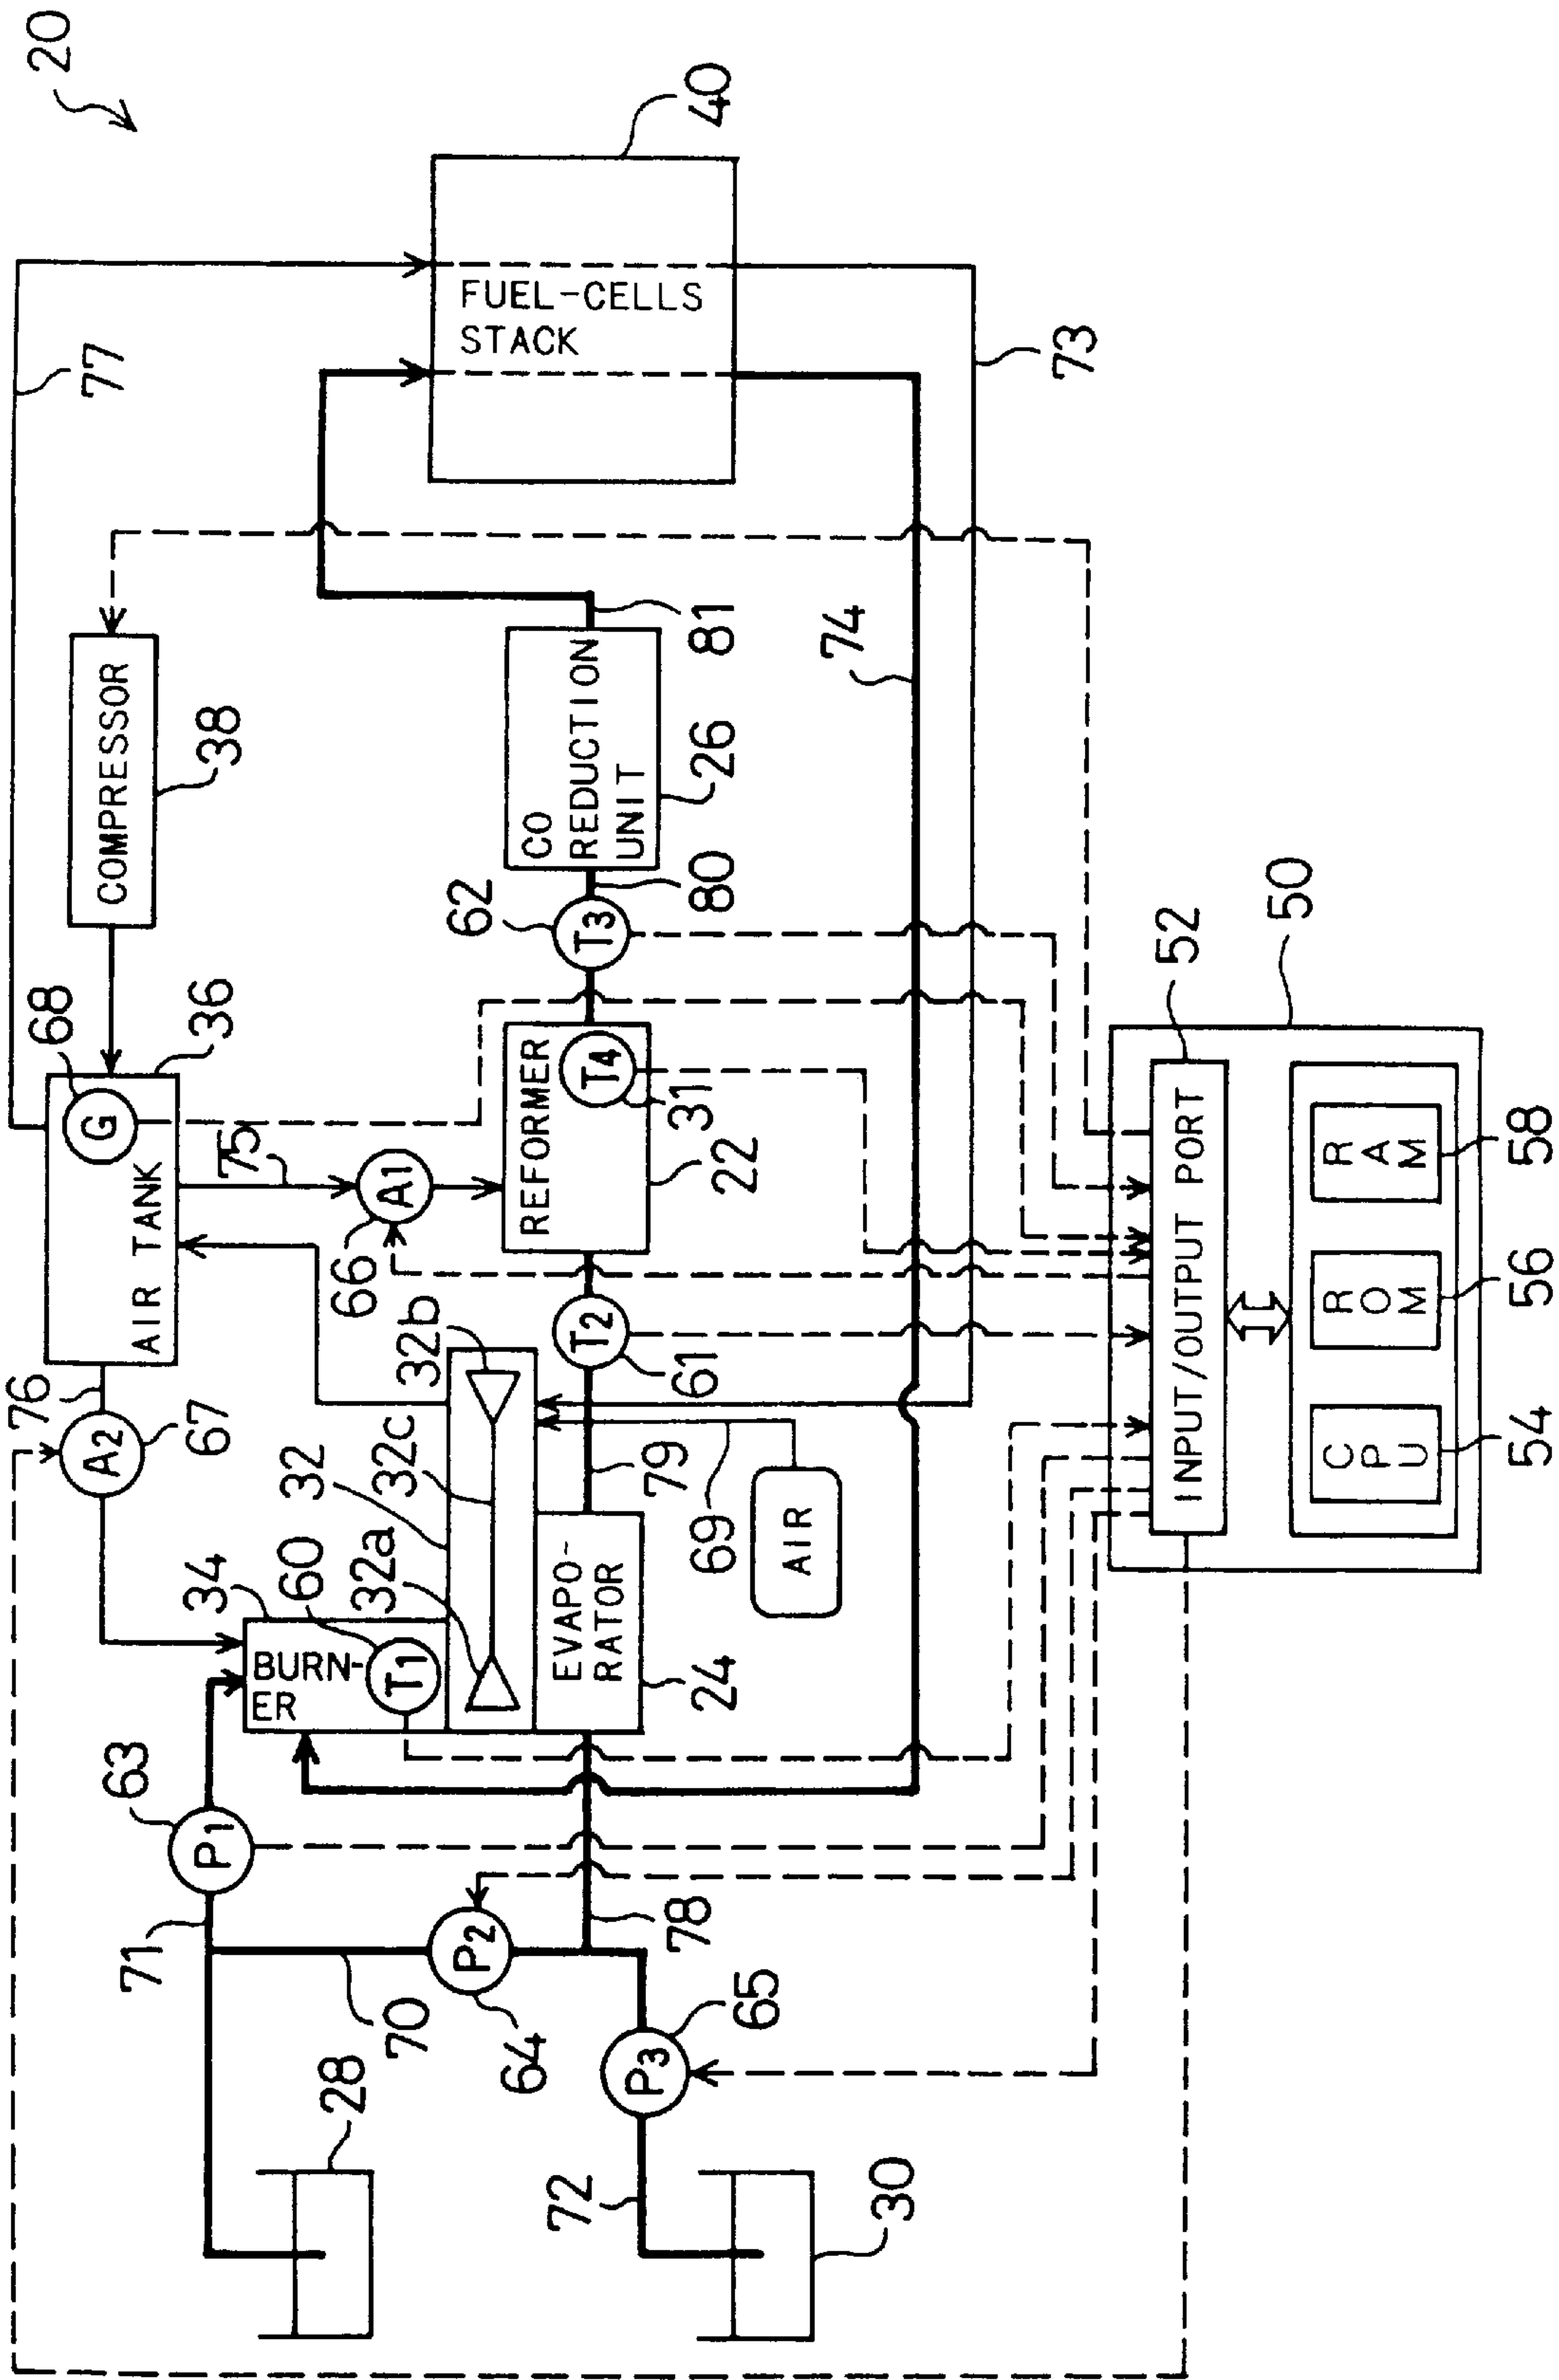 20
77
COMPRESSOR
38
68
G
36
AIR TANK
76
A2
67
75
A1
66
40
FUEL-CELLS
STACK
73
74
81
CO
REDUCTION
UNIT
26
80
62
T3
REFORMER
T4
31
22
T2
61
32b
32c
32
32a
79
69
AIR
34
60
BURN-
ER
T1
EVAPO-
RATOR
24
63
P1
71
70
P2
64
78
65
P3
72
28
30
52
50
INPUT/OUTPUT PORT
CPU
54
ROM
56
RAM
58